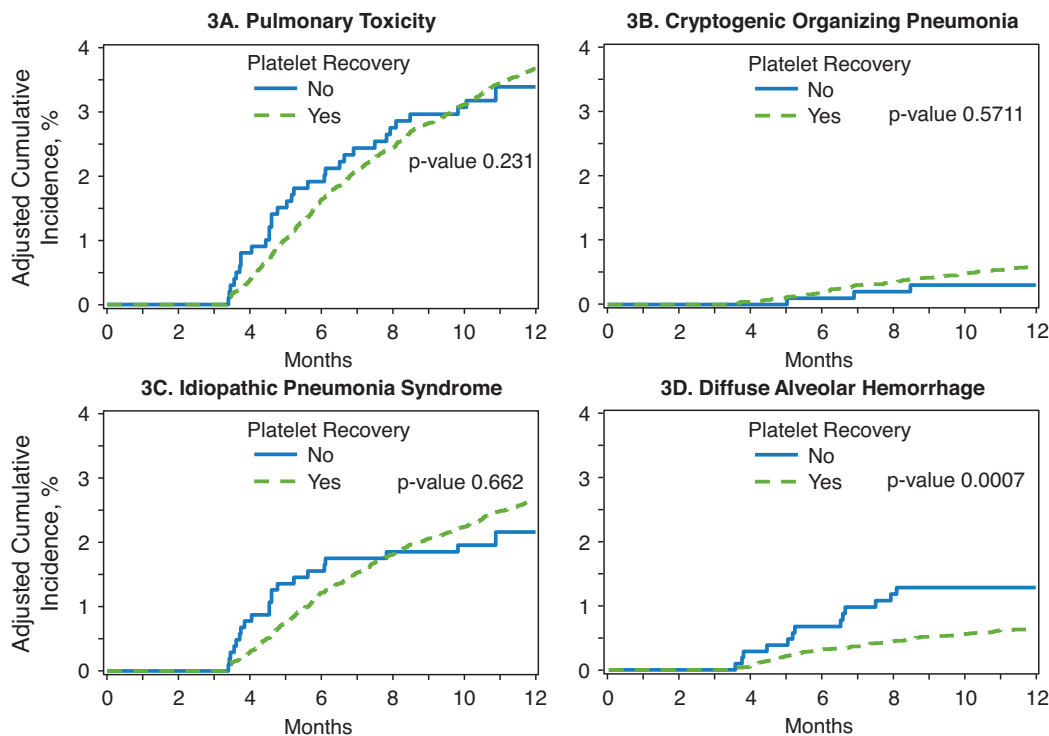 3A. Pulmonary Toxicity
Adjusted Cumulative
Incidence, %
4
3
2
1
0
Platelet Recovery
No
Yes
p-value 0.231
0 2 4 6 8 10 12
Months
3B. Cryptogenic Organizing Pneumonia
4
3
2
1
0
Platelet Recovery
No
Yes
p-value 0.5711
0 2 4 6 8 10 12
Months
3C. Idiopathic Pneumonia Syndrome
Adjusted Cumulative
Incidence, %
4
3
2
1
0
Platelet Recovery
No
Yes
p-value 0.662
0 2 4 6 8 10 12
Months
3D. Diffuse Alveolar Hemorrhage
4
3
2
1
0
Platelet Recovery
No
Yes
p-value 0.0007
0 2 4 6 8 10 12
Months